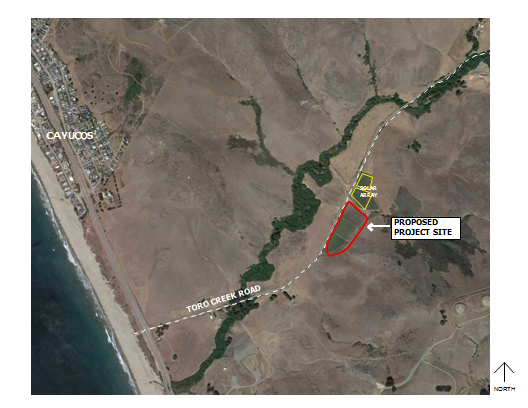 CAYUCOS
SOLAR
ARRAY
PROPOSED
PROJECT SITE
TORO CREEK ROAD
NORTH